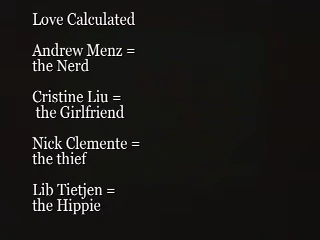 Love Calculated
Andrew Menz =
the Nerd
Cristine Liu =
the Girlfriend
Nick Clemente =
the thief
Lib Tietjen =
the Hippie